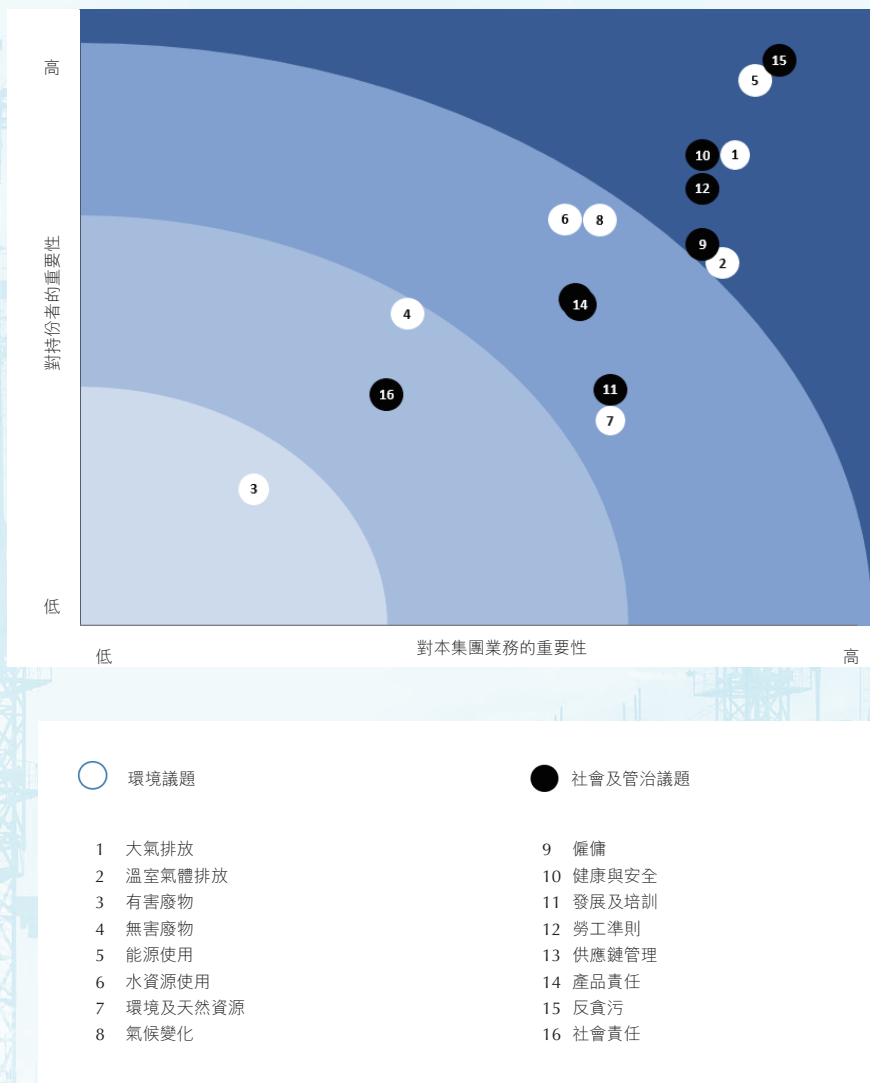 高
15
5
10
1
12
6
8
9
2
對持份者的重要性
14
4
16
11
7
3
低
對本集團業務的重要性
低
高
環境議題
1 大氣排放
2 溫室氣體排放
3 有害廢物
4 無害廢物
5 能源使用
6 水資源使用
7 環境及天然資源
8 氣候變化
社會及管治議題
9 僱傭
10 健康與安全
11 發展及培訓
12 勞工準則
13 供應鏈管理
14 產品責任
15 反貪污
16 社會責任